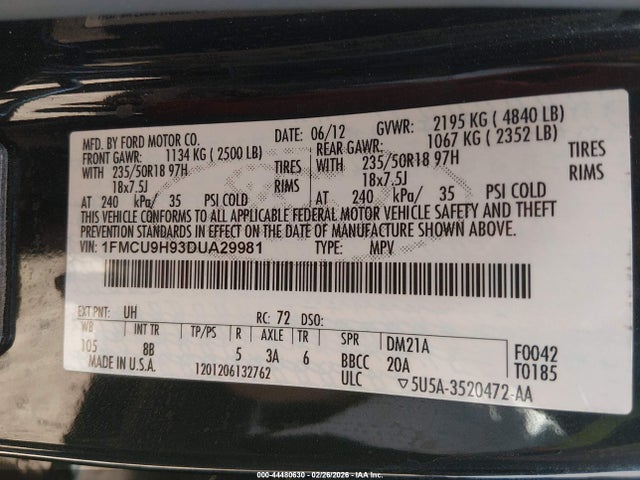 MFD. BY FORD MOTOR CO.
DATE: 06/12 GVWR: 2195 KG ( 4840 LB)
FRONT GAWR: 1134 KG ( 2500 LB) REAR GAWR: 1067 KG ( 2352 LB)
WITH 235/50R18 97H TIRES WITH 235/50R18 97H TIRES
18x7.5J RIMS 18x7.5J RIMS
AT 240 kPa/ 35 PSI COLD AT 240 kPa/ 35 PSI COLD
THIS VEHICLE CONFORMS TO ALL APPLICABLE FEDERAL MOTOR VEHICLE SAFETY AND THEFT
PREVENTION STANDARDS IN EFFECT ON THE DATE OF MANUFACTURE SHOWN ABOVE.
VIN: 1FMCU9H93DUA29981 TYPE: MPV
EXT PNT: UH RC: 72 DSO:
WB INT TR TP/PS R AXLE TR SPR DM21A F0042
105 8B 5 3A 6 BBCC 20A T0185
MADE IN U.S.A. 1201206132762 ULC 5U5A-3520472-AA
000-44480630 - 02/26/2026 - IAA Inc.